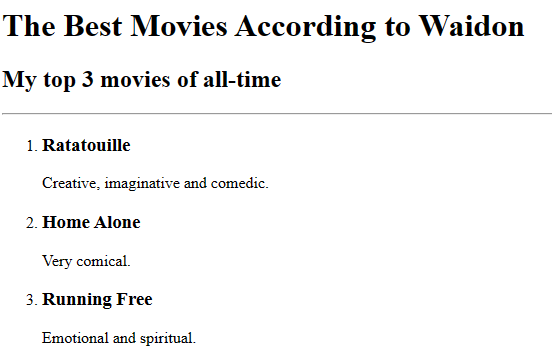 The Best Movies According to Waidon
My top 3 movies of all-time
1. Ratatouille
Creative, imaginative and comedic.
2. Home Alone
Very comical.
3. Running Free
Emotional and spiritual.